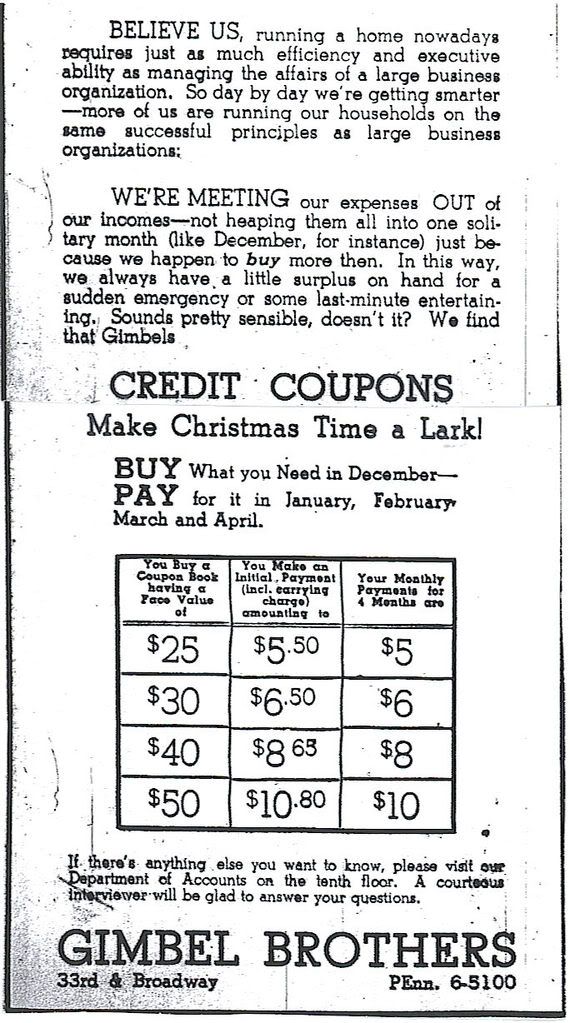 BELIEVE US, running a home nowadays
requires just as much efficiency and executive
ability as managing the affairs of a large business
organization. So day by day we're getting smarter
—more of us are running our households on the
same successful principles as large business
organizations:
WE'RE MEETING our expenses OUT of
our incomes—not heaping them all into one soli-
tary month (like December, for instance) just be-
cause we happen to buy more then. In this way,
we always have a little surplus on hand for a
sudden emergency or some last-minute entertain-
ing. Sounds pretty sensible, doesn't it? We find
that Gimbels
CREDIT COUPONS
Make Christmas Time a Lark!
BUY What you Need in December—
PAY for it in January, February
March and April.
You Buy a
Coupon Book
having a
Face Value
of
You Make an
Initial Payment
(incl. carrying
charge)
amounting to
Your Monthly
Payments for
4 Months are
$25 $5.50 $5
$30 $6.50 $6
$40 $8 65 $8
$50 $10.80 $10
If there's anything else you want to know, please visit our
Department of Accounts on the tenth floor. A courteous
interviewer will be glad to answer your questions.
GIMBEL BROTHERS
33rd & Broadway PEnn. 6-5100